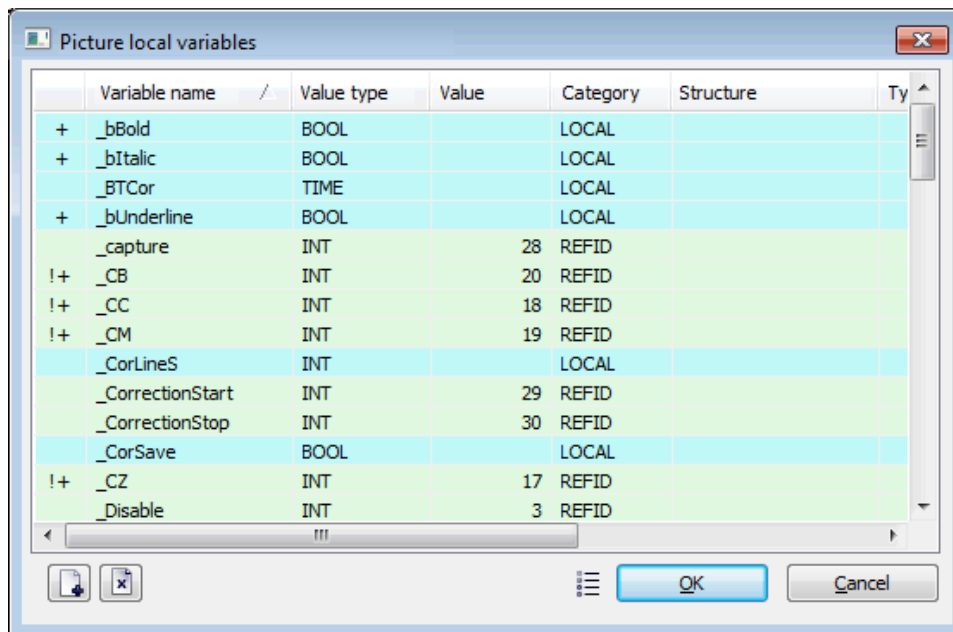 Picture local variables
Variable name Value type Value Category Structure Ty
+ _bBold BOOL LOCAL
+ _bItalic BOOL LOCAL
_BTCor TIME LOCAL
+ _bUnderline BOOL LOCAL
_capture INT 28 REFID
!+ _CB INT 20 REFID
!+ _CC INT 18 REFID
!+ _CM INT 19 REFID
_CorLineS INT LOCAL
_CorrectionStart INT 29 REFID
_CorrectionStop INT 30 REFID
_CorSave BOOL LOCAL
!+ _CZ INT 17 REFID
_Disable INT 3 REFID
OK Cancel